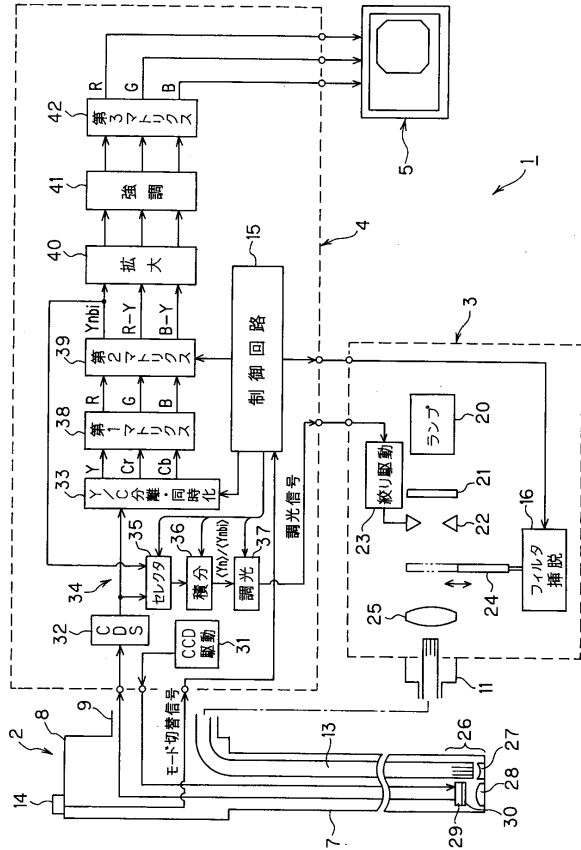 1
2
14
8
9
7
モード切替信号
13
26
27
28
29
30
11
4
34
32
CDS
31
CCD
駆動
33
Y/C分離・同時化
35
セレクタ
36
積分
37
調光
<Yn>/<Ynbi>
調光信号
Y
Cr
Cb
38
第1マトリクス
R
G
B
39
第2マトリクス
Ynbi
R-Y
B-Y
40
拡大
41
強調
42
第3マトリクス
R
G
B
15
制御回路
5
3
20
ランプ
21
22
23
絞り駆動
24
25
16
フィルタ
挿脱